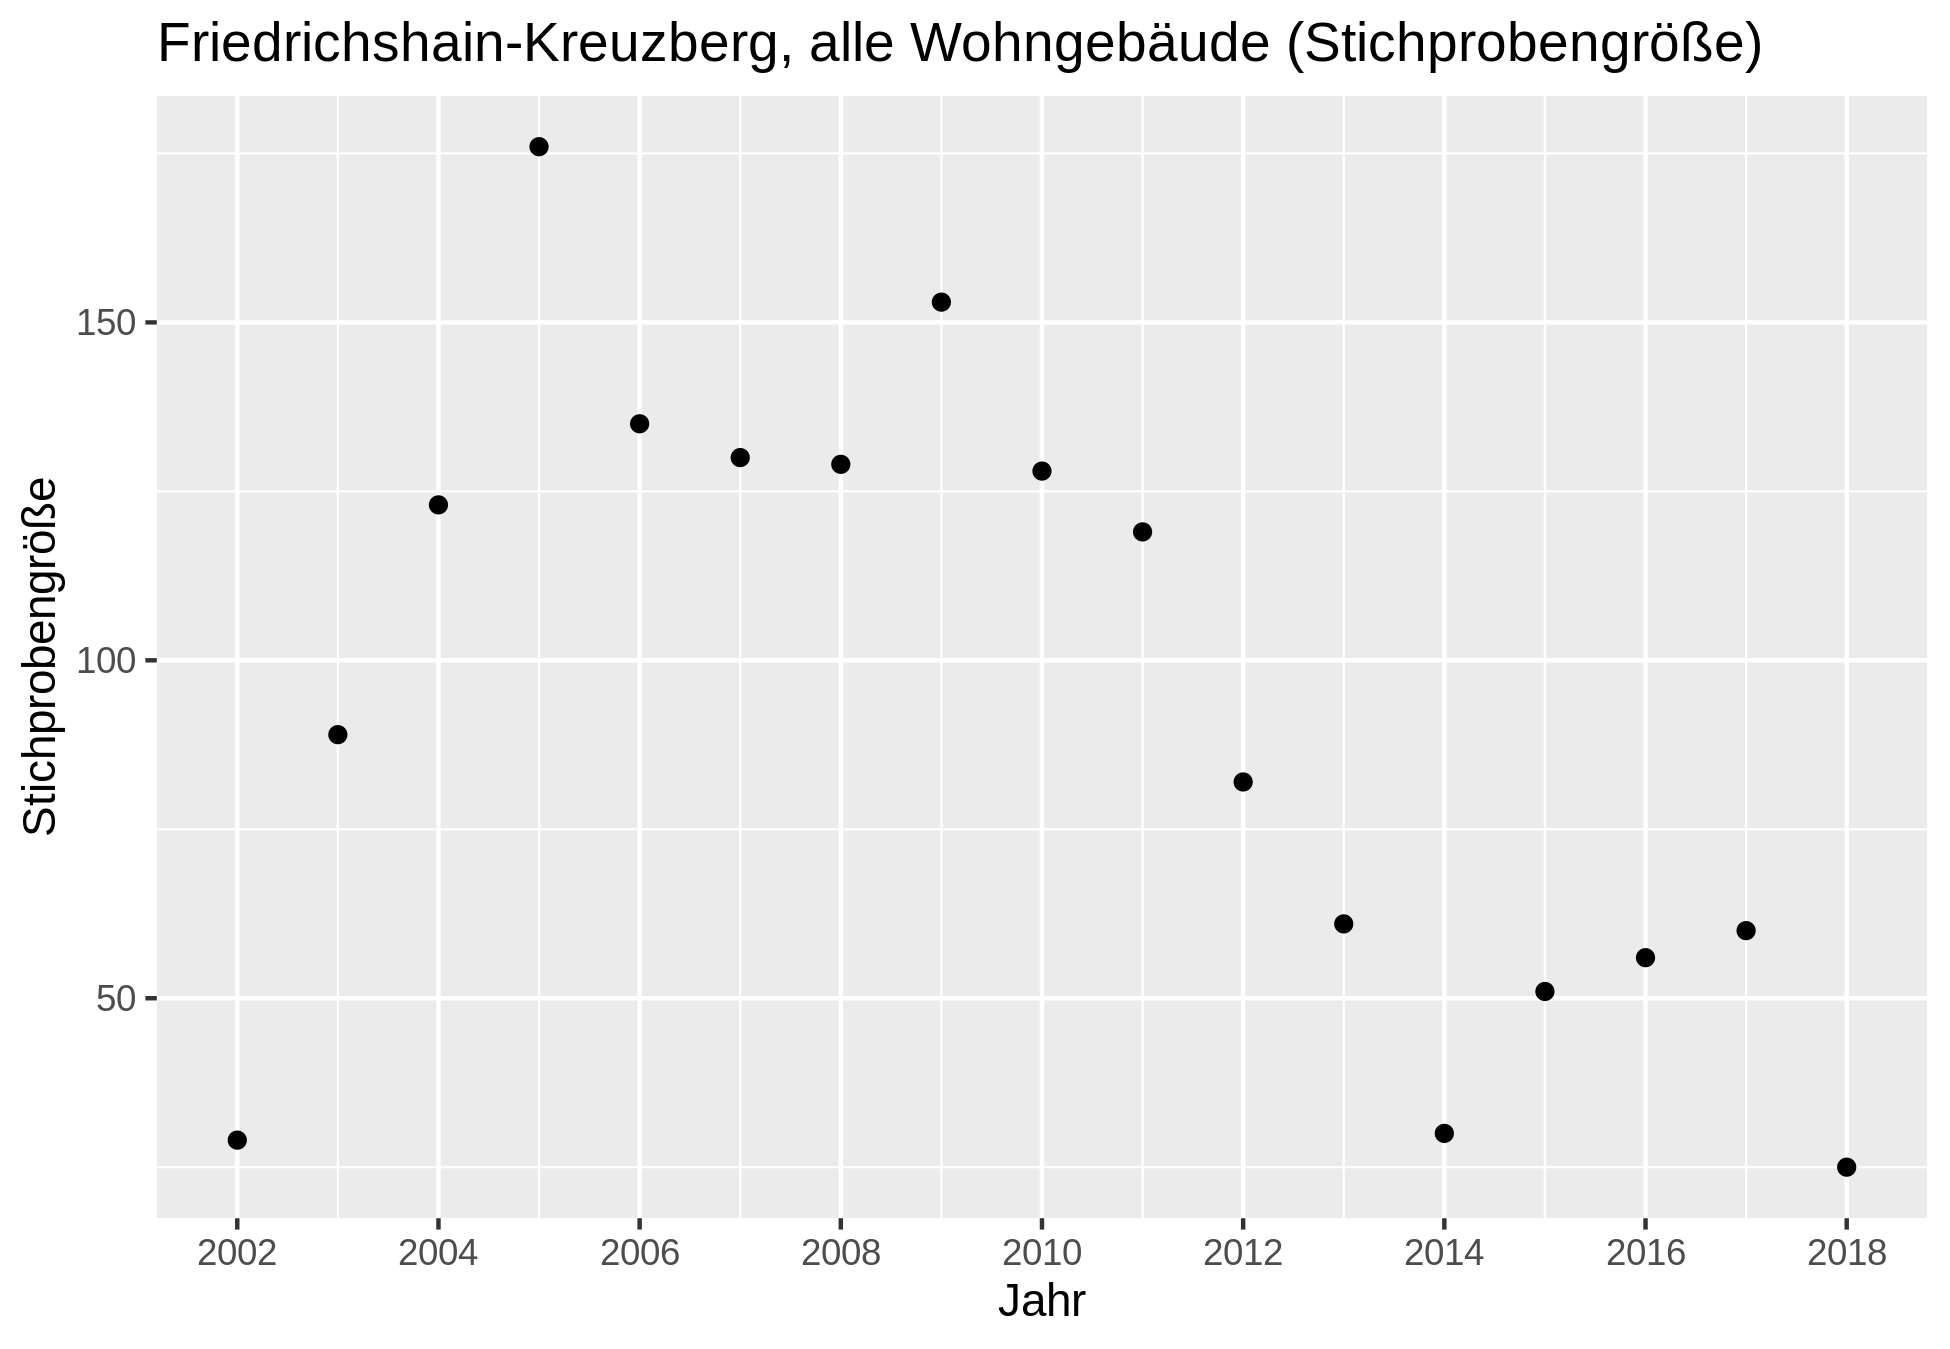 Friedrichshain-Kreuzberg, alle Wohngebäude (Stichprobengröße)
Stichprobengröße
150
100
50
2002 2004 2006 2008 2010 2012 2014 2016 2018
Jahr